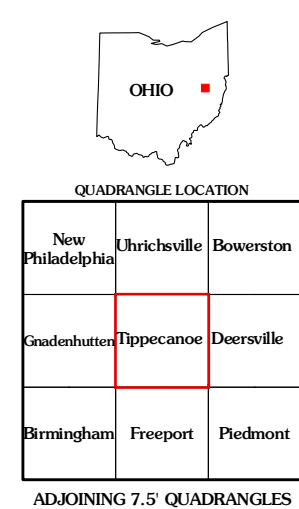 OHIO
QUADRANGLE LOCATION
New
Philadelphia
Uhrichsville
Bowerston
Gnadenhutten
Tippecanoe
Deersville
Birmingham
Freeport
Piedmont
ADJOINING 7.5' QUADRANGLES